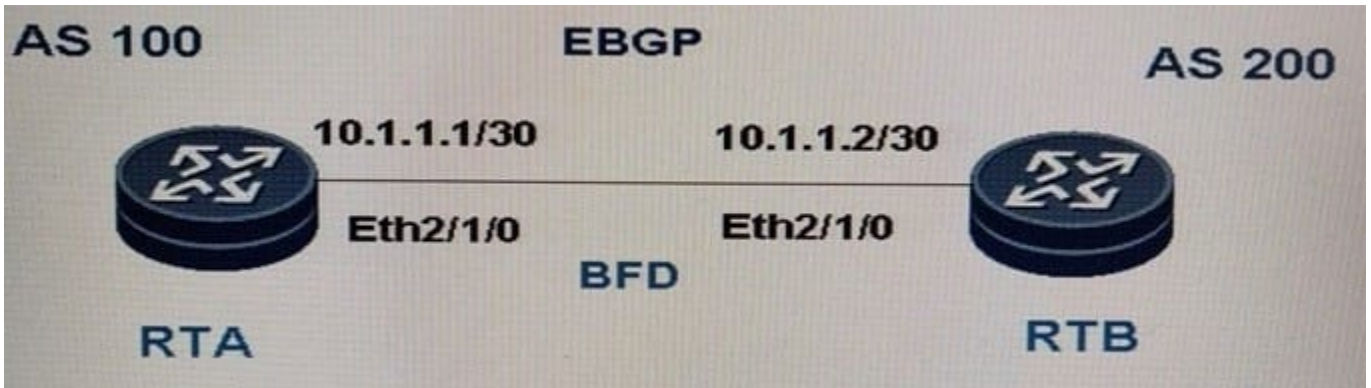 AS 100
EBGP
AS 200
10.1.1.1/30
10.1.1.2/30
Eth2/1/0
Eth2/1/0
BFD
RTA
RTB